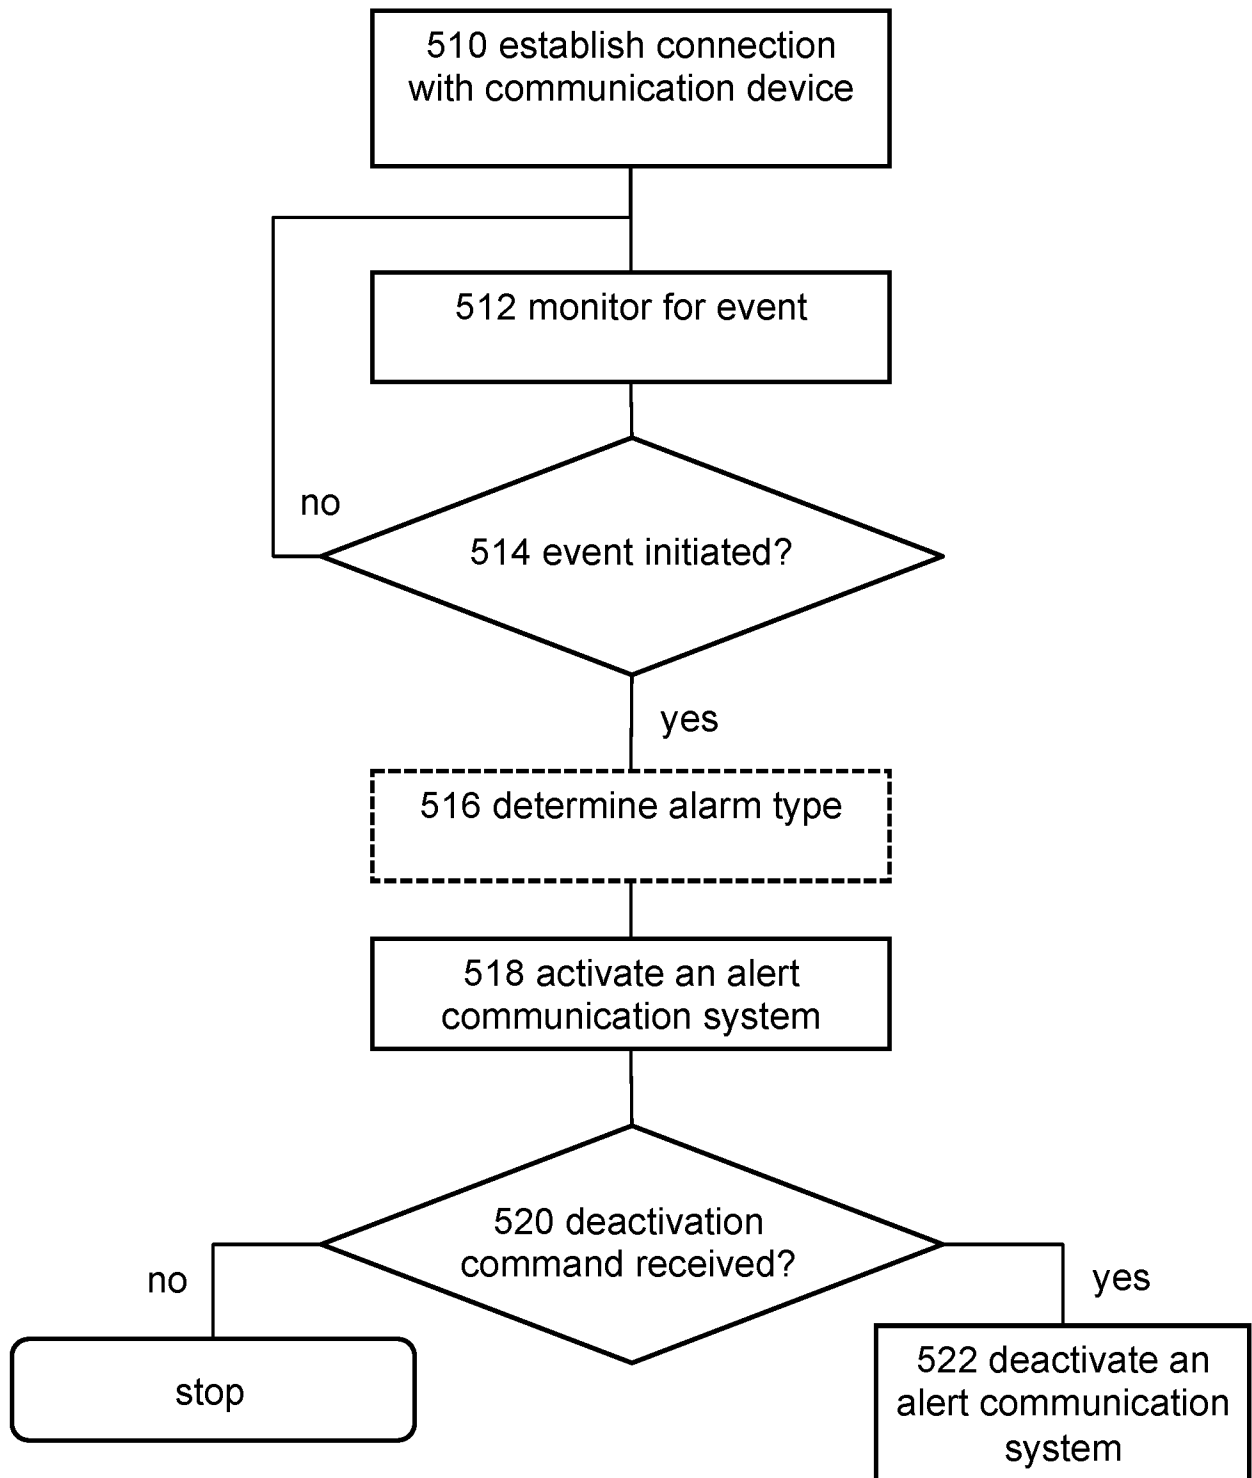 510 establish connection
with communication device
512 monitor for event
no
514 event initiated?
yes
516 determine alarm type
518 activate an alert
communication system
520 deactivation
command received?
no
yes
stop
522 deactivate an
alert communication
system